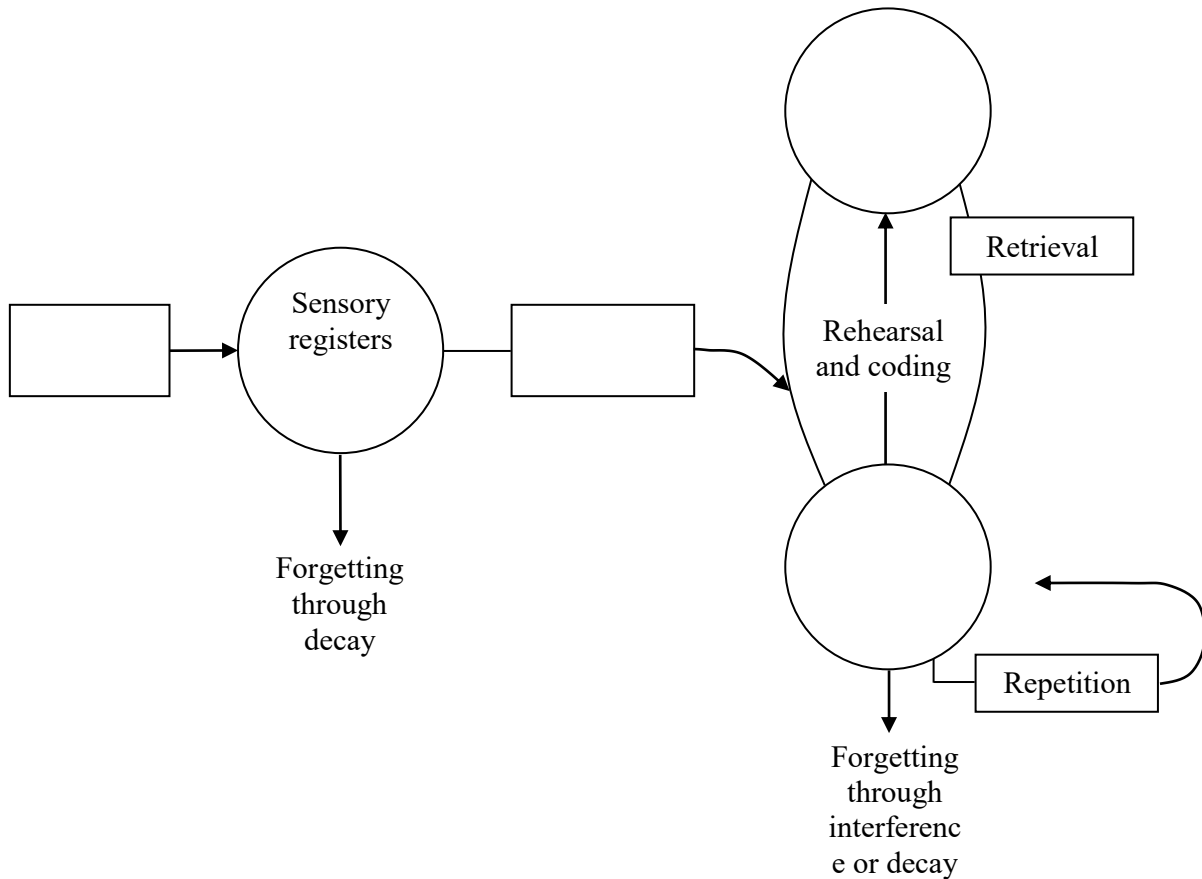 Sensory
registers
Forgetting
through
decay
Retrieval
Rehearsal
and coding
Repetition
Forgetting
through
interferenc
e or decay